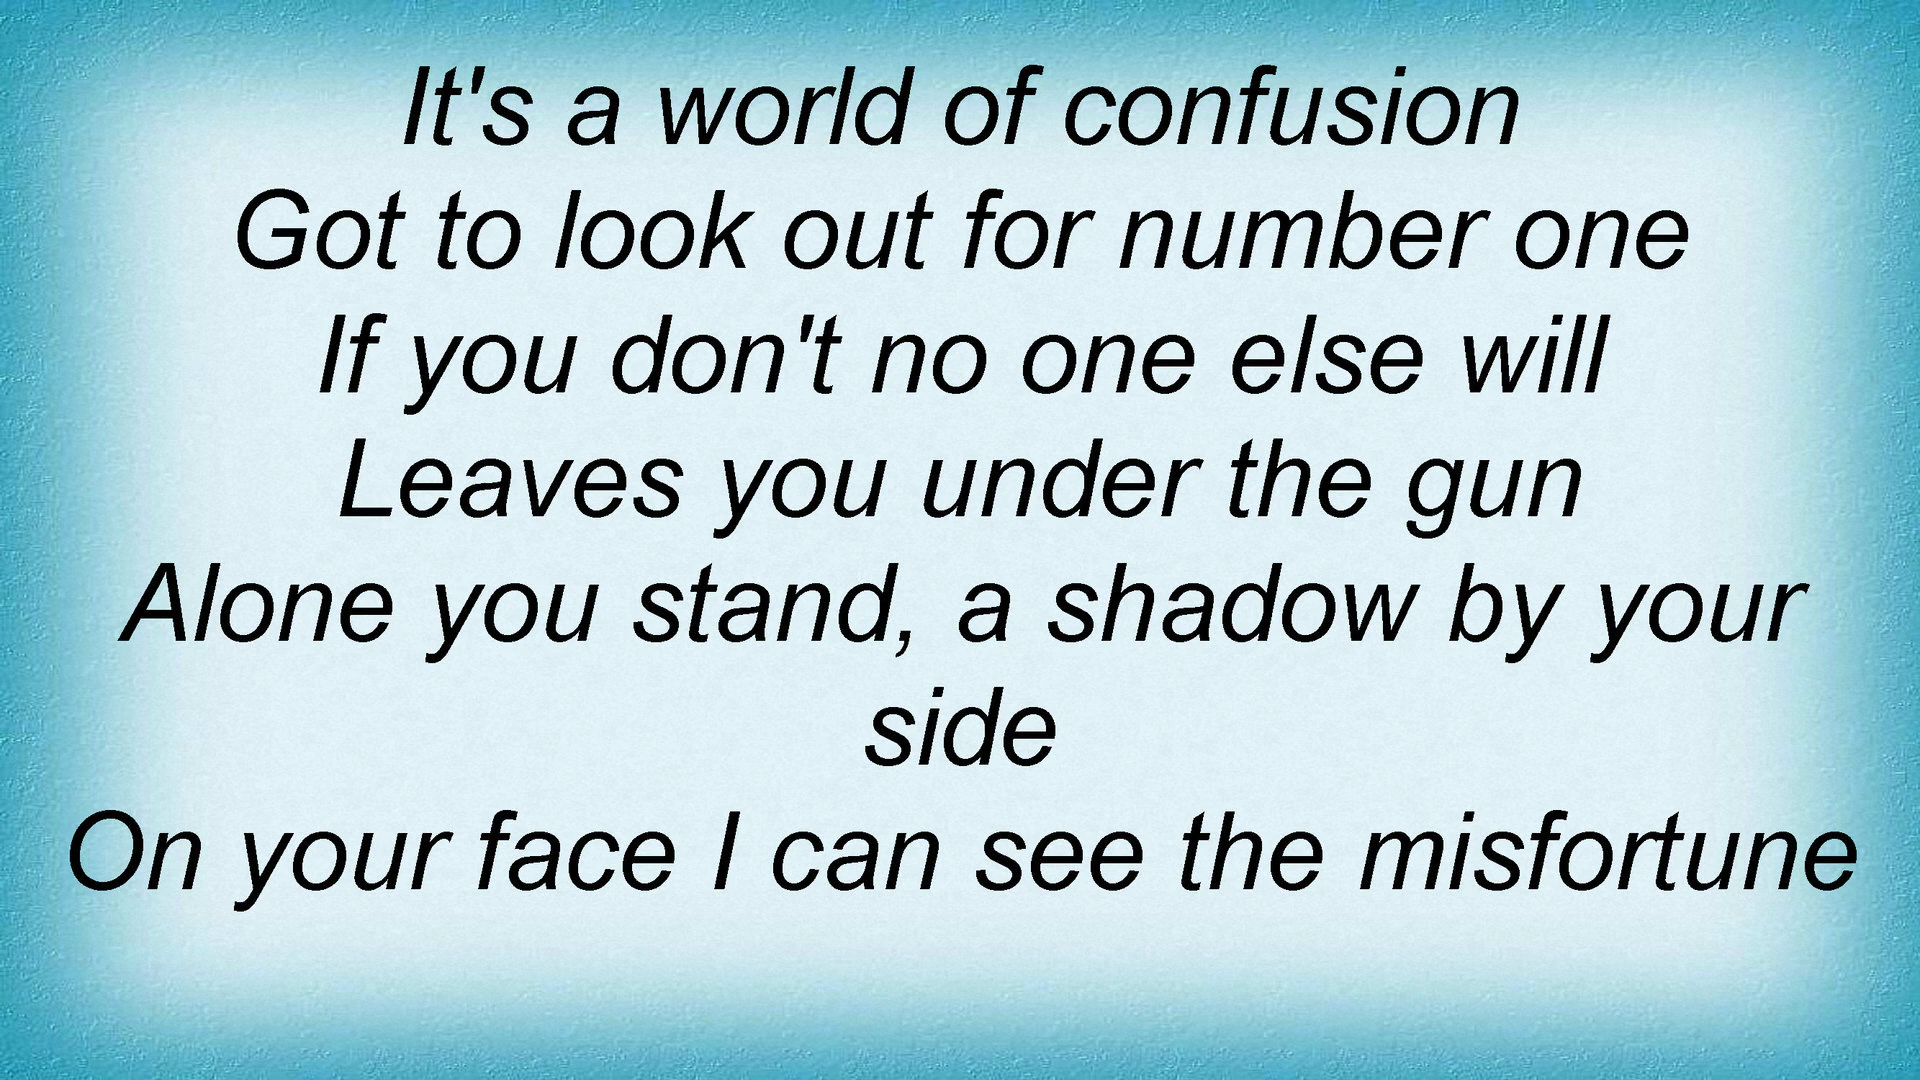 It's a world of confusion
Got to look out for number one
If you don't no one else will
Leaves you under the gun
Alone you stand, a shadow by your
side
On your face I can see the misfortune